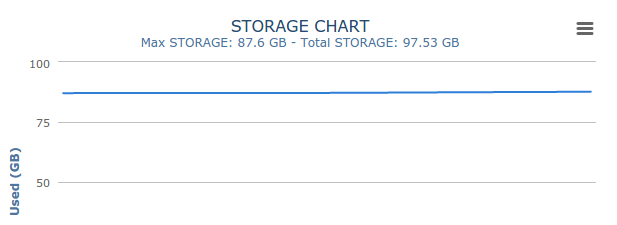 STORAGE CHART
Max STORAGE: 87.6 GB - Total STORAGE: 97.53 GB
100
75
50
Used (GB)